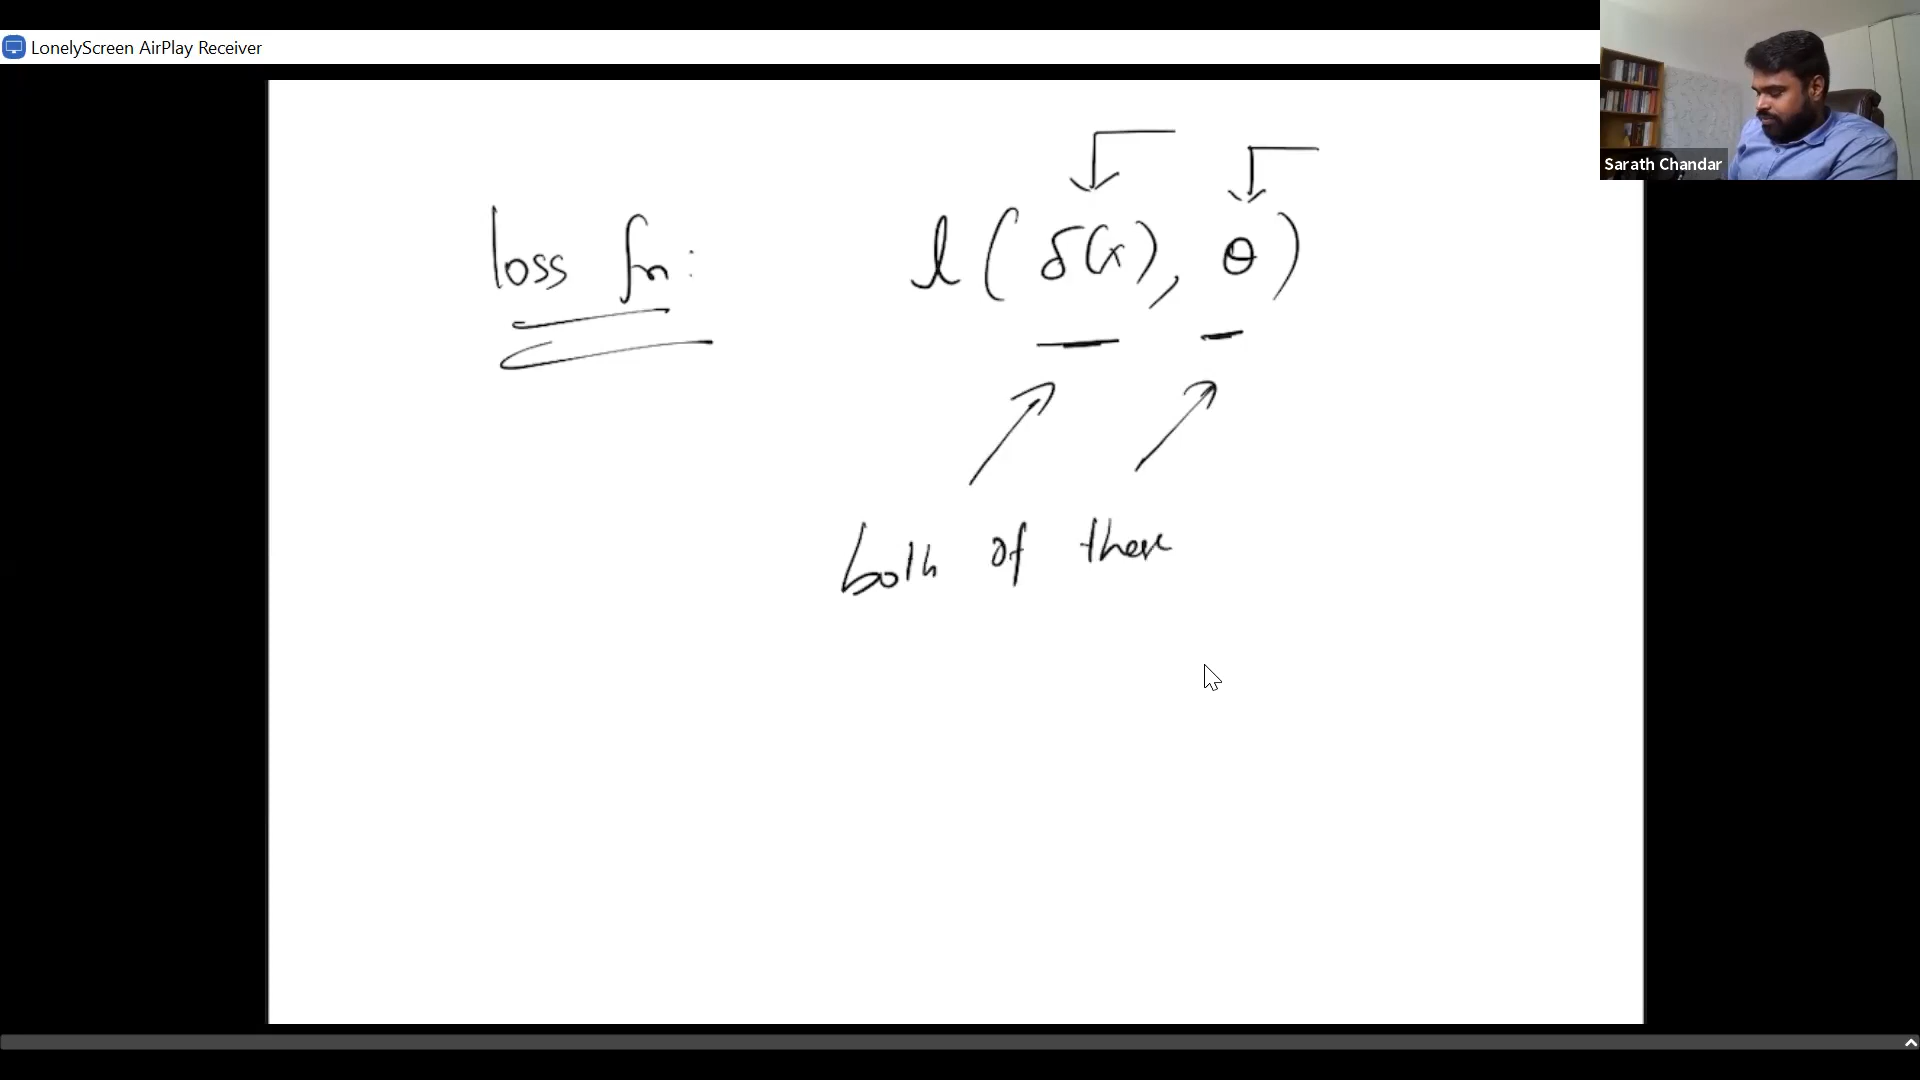 LonelyScreen AirPlay Receiver
Sarath Chandar
loss fn: l(δ(x), θ)
both of these